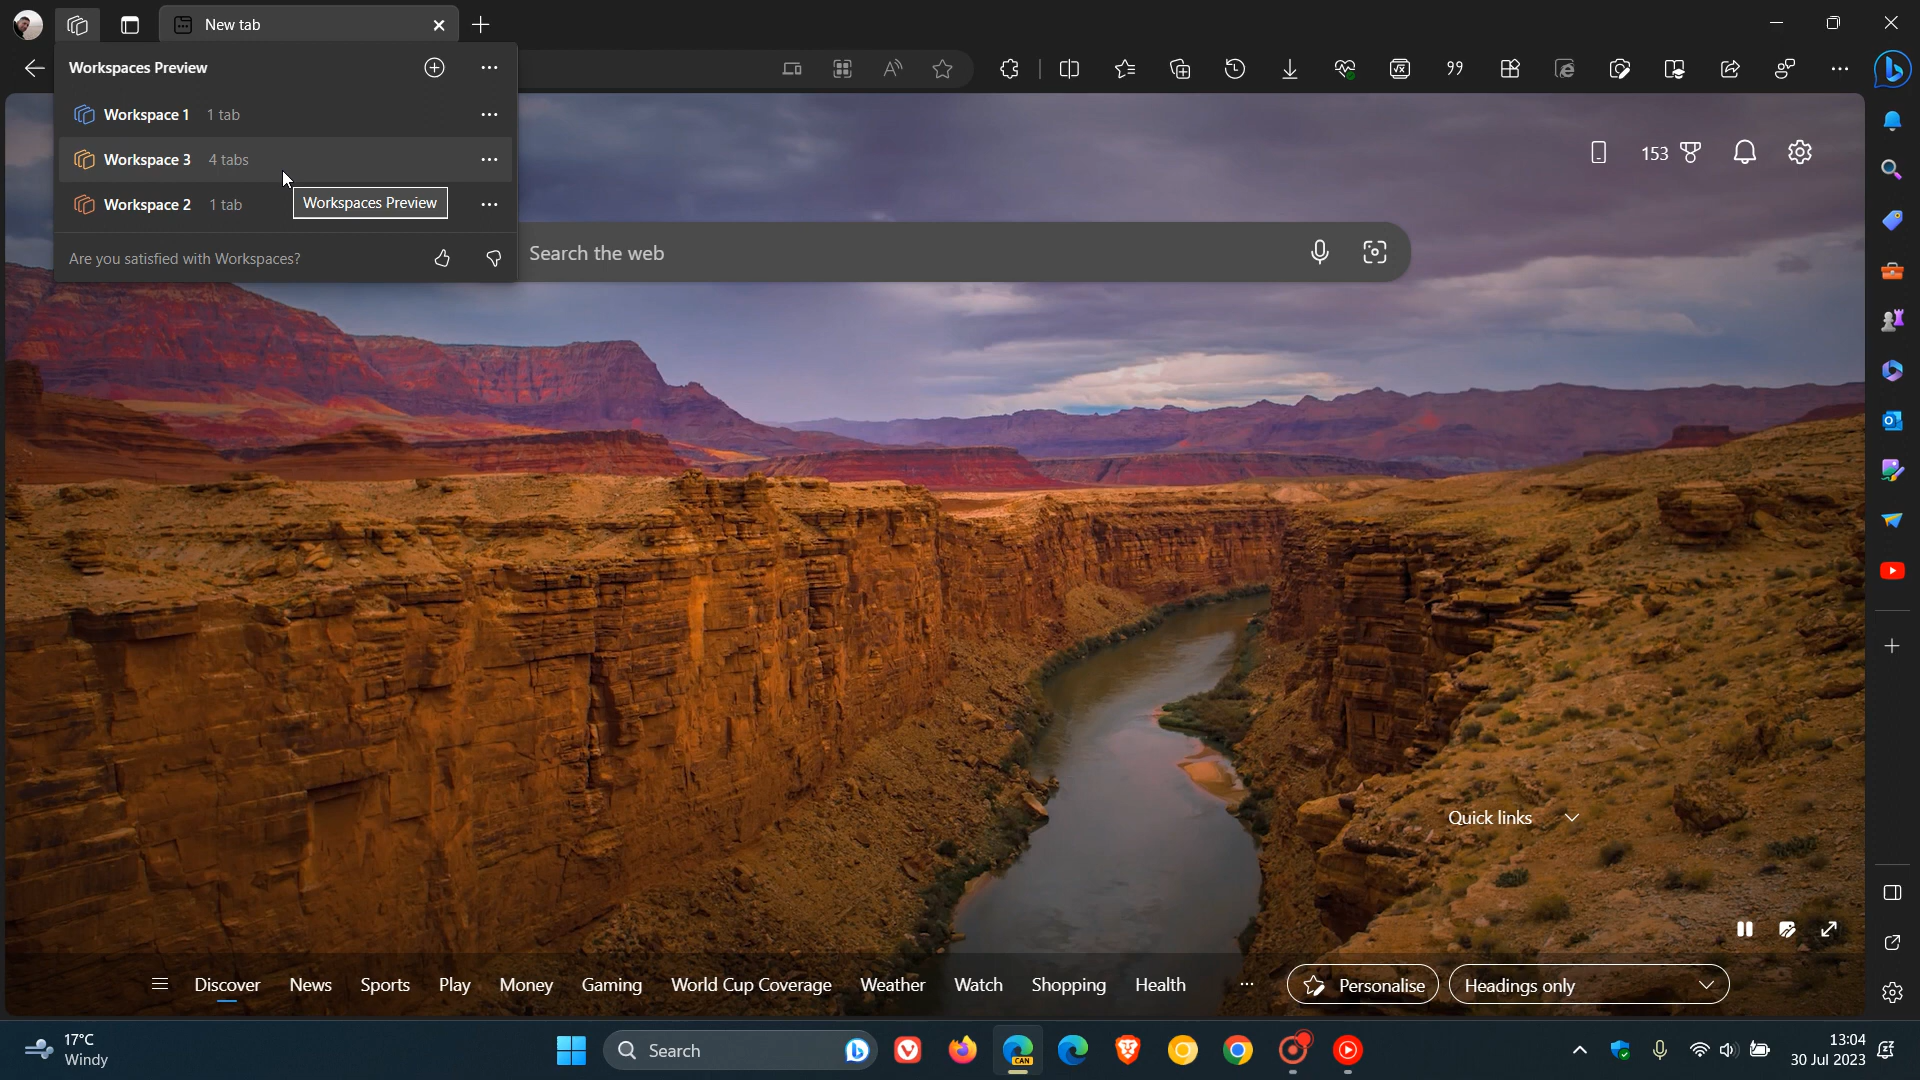 New tab
Workspaces Preview
Workspace 1 1 tab
Workspace 3 4 tabs
Workspace 2 1 tab
Workspaces Preview
Are you satisfied with Workspaces?
153
Search the web
Quick links
Discover News Sports Play Money Gaming World Cup Coverage Weather Watch Shopping Health ... Personalise Headings only
17°C
Windy
Search
CAN
13:04
30 Jul 2023